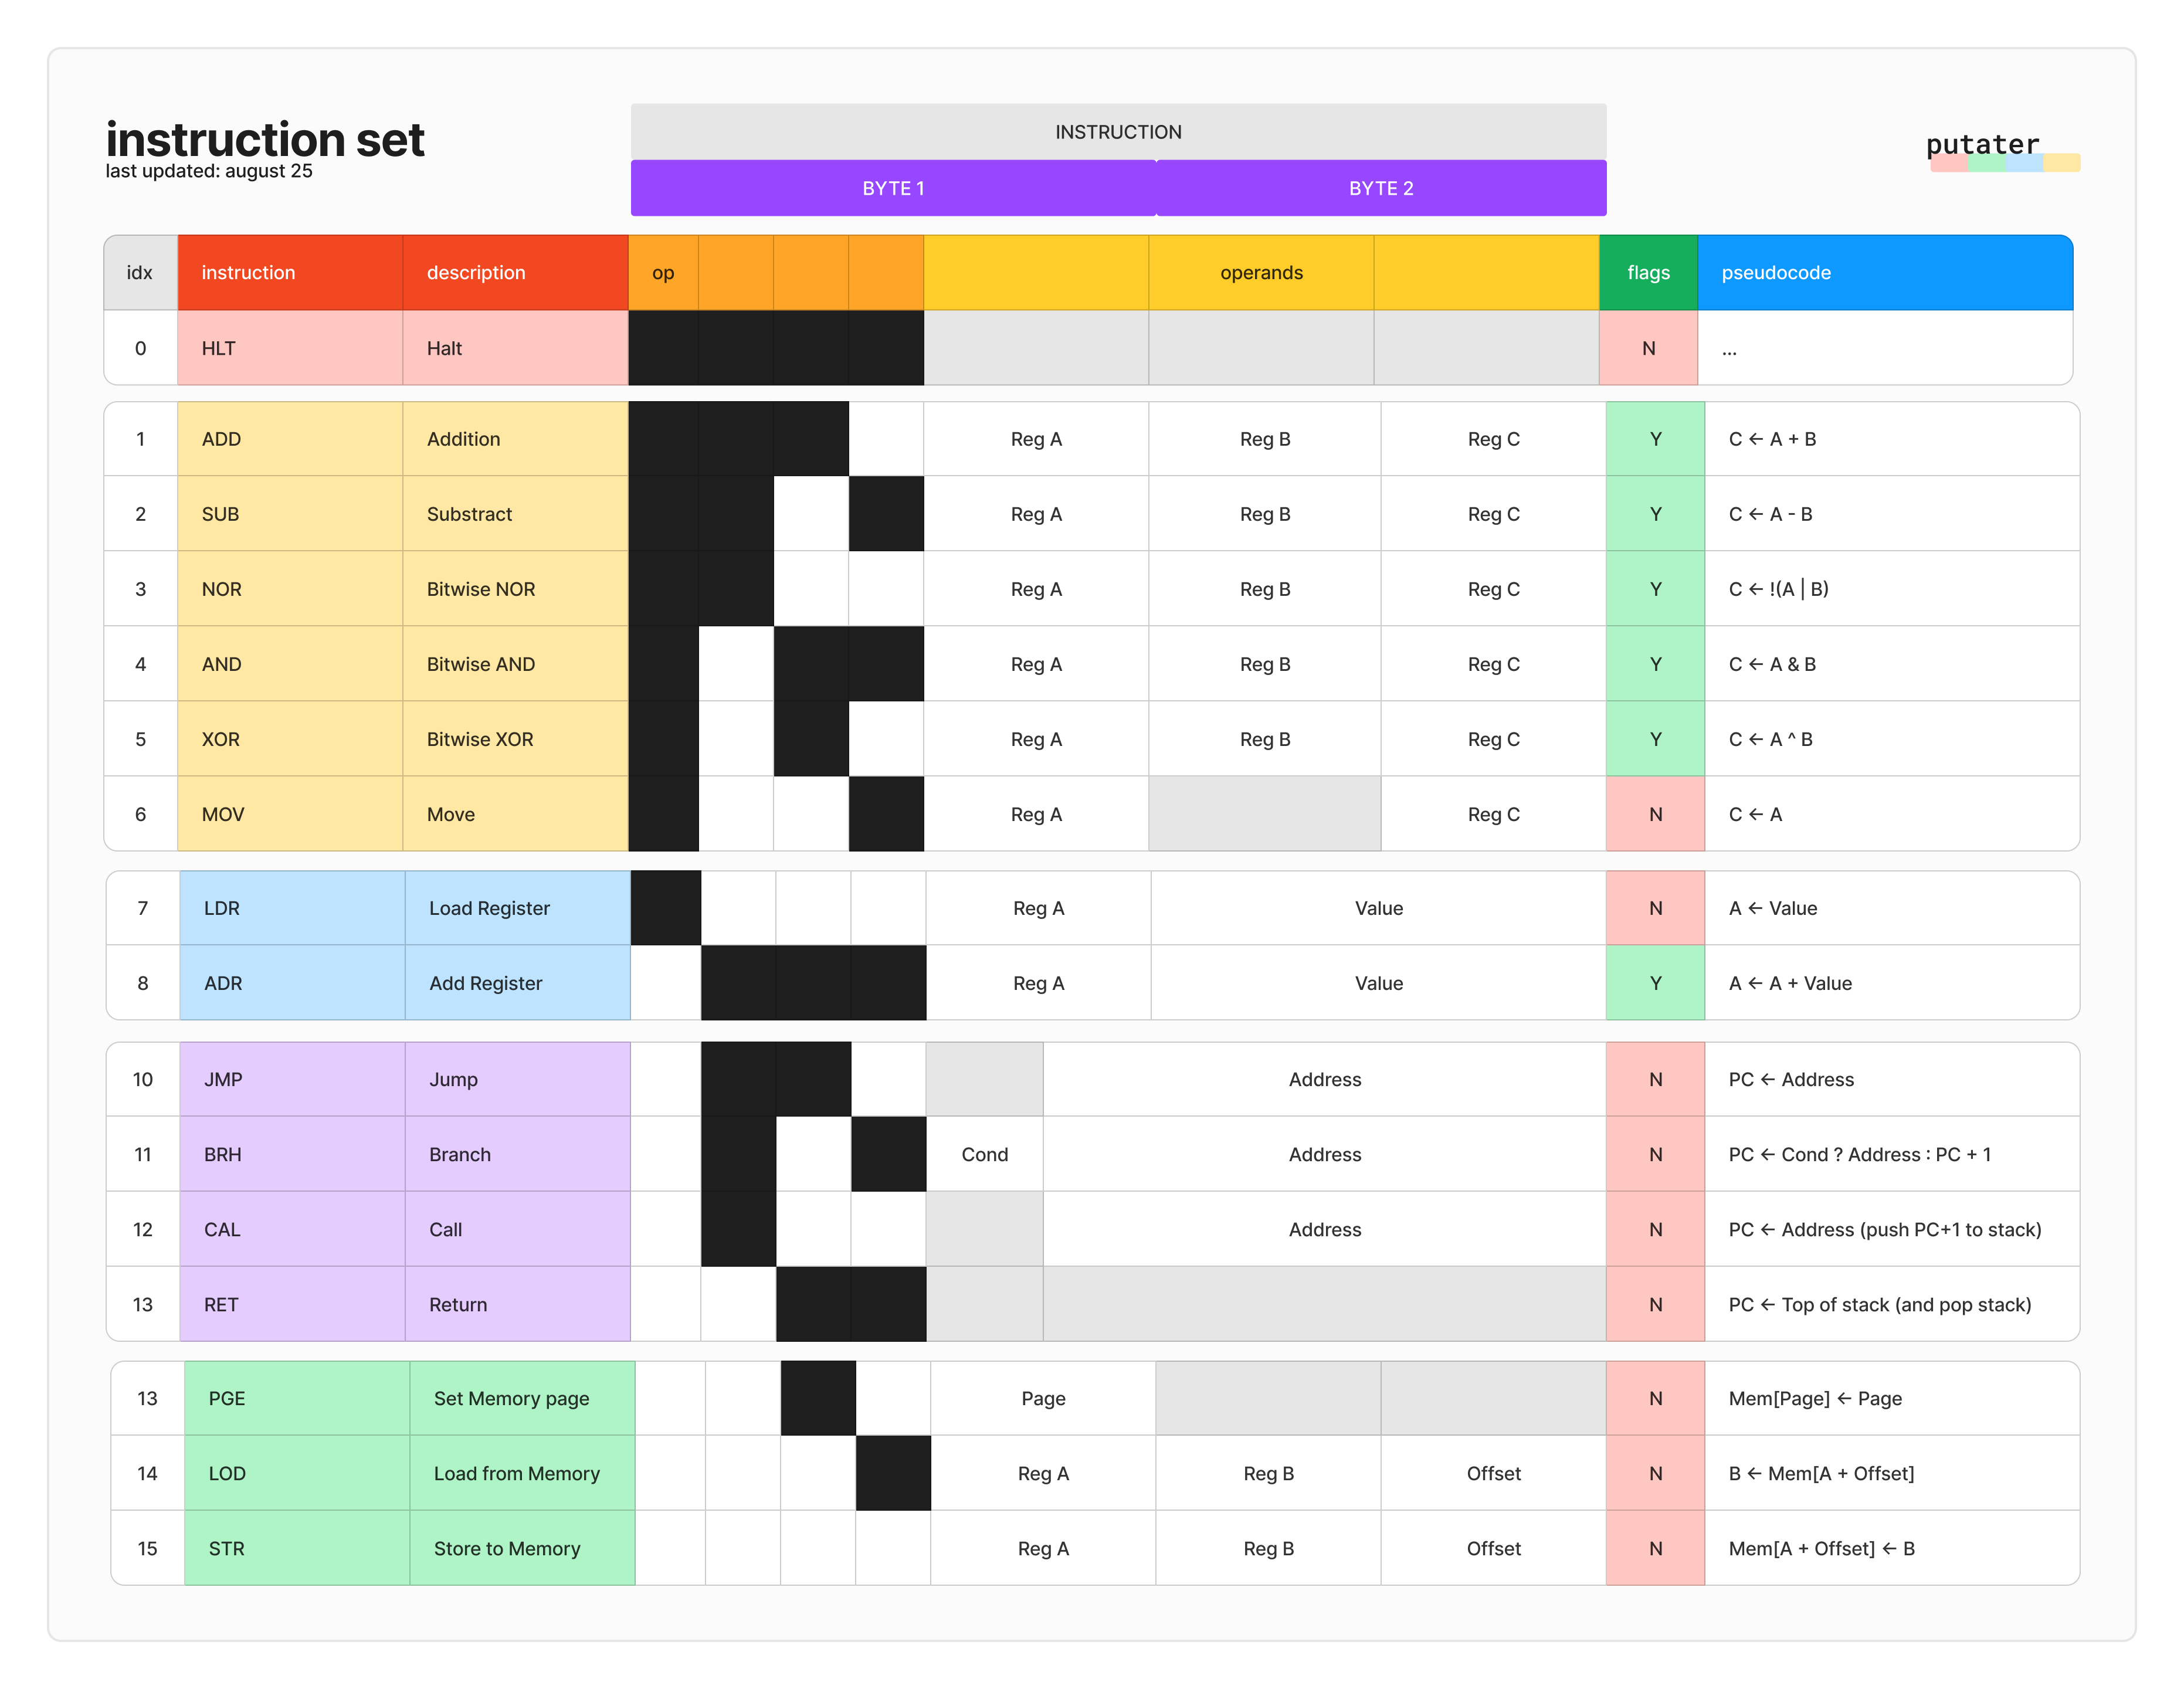 instruction set
last updated: august 25
INSTRUCTION
BYTE 1 BYTE 2
putater
idx instruction description op operands flags pseudocode
0 HLT Halt N ...
1 ADD Addition Reg A Reg B Reg C Y C ← A + B
2 SUB Substract Reg A Reg B Reg C Y C ← A - B
3 NOR Bitwise NOR Reg A Reg B Reg C Y C ← !(A | B)
4 AND Bitwise AND Reg A Reg B Reg C Y C ← A & B
5 XOR Bitwise XOR Reg A Reg B Reg C Y C ← A ^ B
6 MOV Move Reg A Reg C N C ← A
7 LDR Load Register Reg A Value N A ← Value
8 ADR Add Register Reg A Value Y A ← A + Value
10 JMP Jump Address N PC ← Address
11 BRH Branch Cond Address N PC ← Cond ? Address : PC + 1
12 CAL Call Address N PC ← Address (push PC+1 to stack)
13 RET Return N PC ← Top of stack (and pop stack)
13 PGE Set Memory page Page N Mem[Page] ← Page
14 LOD Load from Memory Reg A Reg B Offset N B ← Mem[A + Offset]
15 STR Store to Memory Reg A Reg B Offset N Mem[A + Offset] ← B